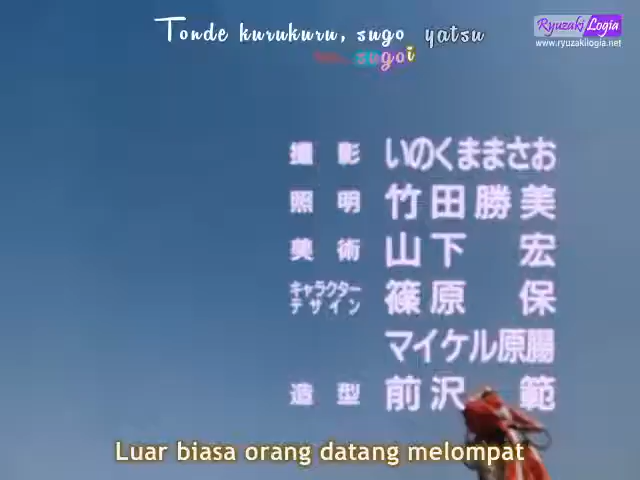 Tonde kurukuru, sugo yatsu
sugoi
Ryuzaki Logia
www.ryuzakilogia.net
撮影 いのくままさお
照明 竹田勝美
美術 山下 宏
キャラクターデザイン 篠原 保
マイケル原腸
造型 前沢 範
Luar biasa orang datang melompat